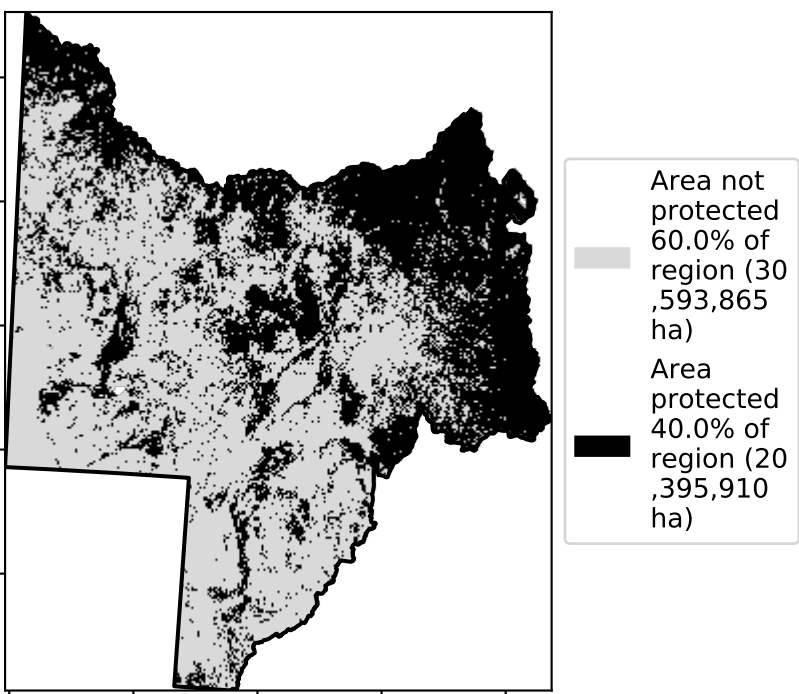 Area not
protected
60.0% of
region (30
,593,865
ha)
Area
protected
40.0% of
region (20
,395,910
ha)